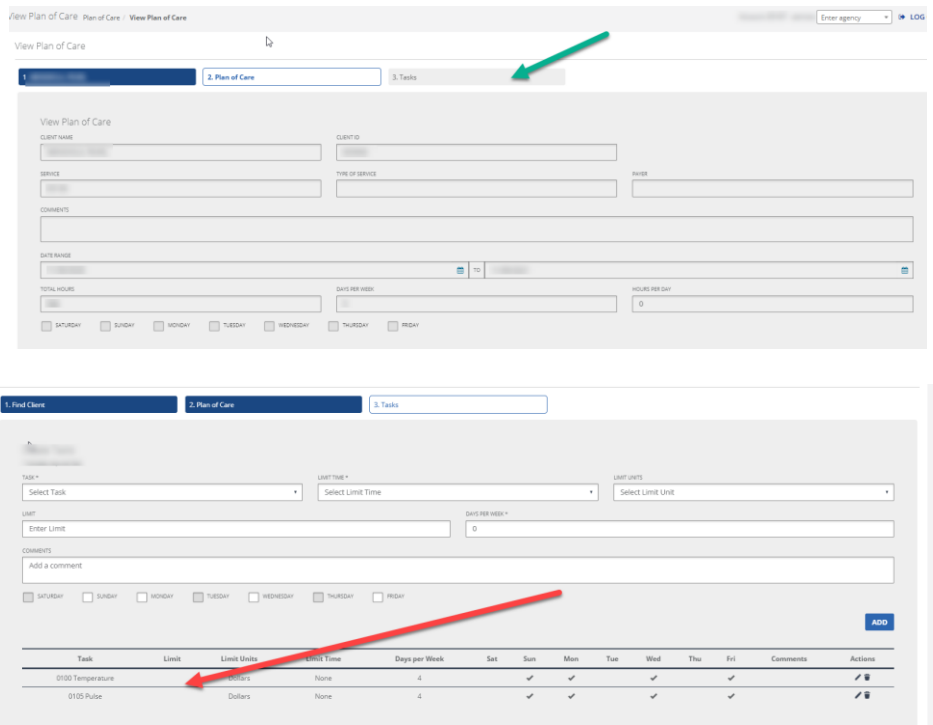 View Plan of Care Plan of Care / View Plan of Care Enter agency LOG
View Plan of Care
1 2. Plan of Care 3. Tasks
View Plan of Care
CLIENT NAME CLIENT ID
SERVICE TYPE OF SERVICE PAYER
COMMENTS
DATE RANGE
TO
TOTAL HOURS DAYS PER WEEK HOURS PER DAY
0
SATURDAY SUNDAY MONDAY TUESDAY WEDNESDAY THURSDAY FRIDAY
1. Find Client 2. Plan of Care 3. Tasks
TASK * LIMIT TIME * LIMIT UNITS
Select Task Select Limit Time Select Limit Unit
LIMIT DAYS PER WEEK *
Enter Limit 0
COMMENTS
Add a comment
SATURDAY SUNDAY MONDAY TUESDAY WEDNESDAY THURSDAY FRIDAY
ADD
Task Limit Limit Units Limit Time Days per Week Sat Sun Mon Tue Wed Thu Fri Comments Actions
0100 Temperature Dollars None 4
0105 Pulse Dollars None 4